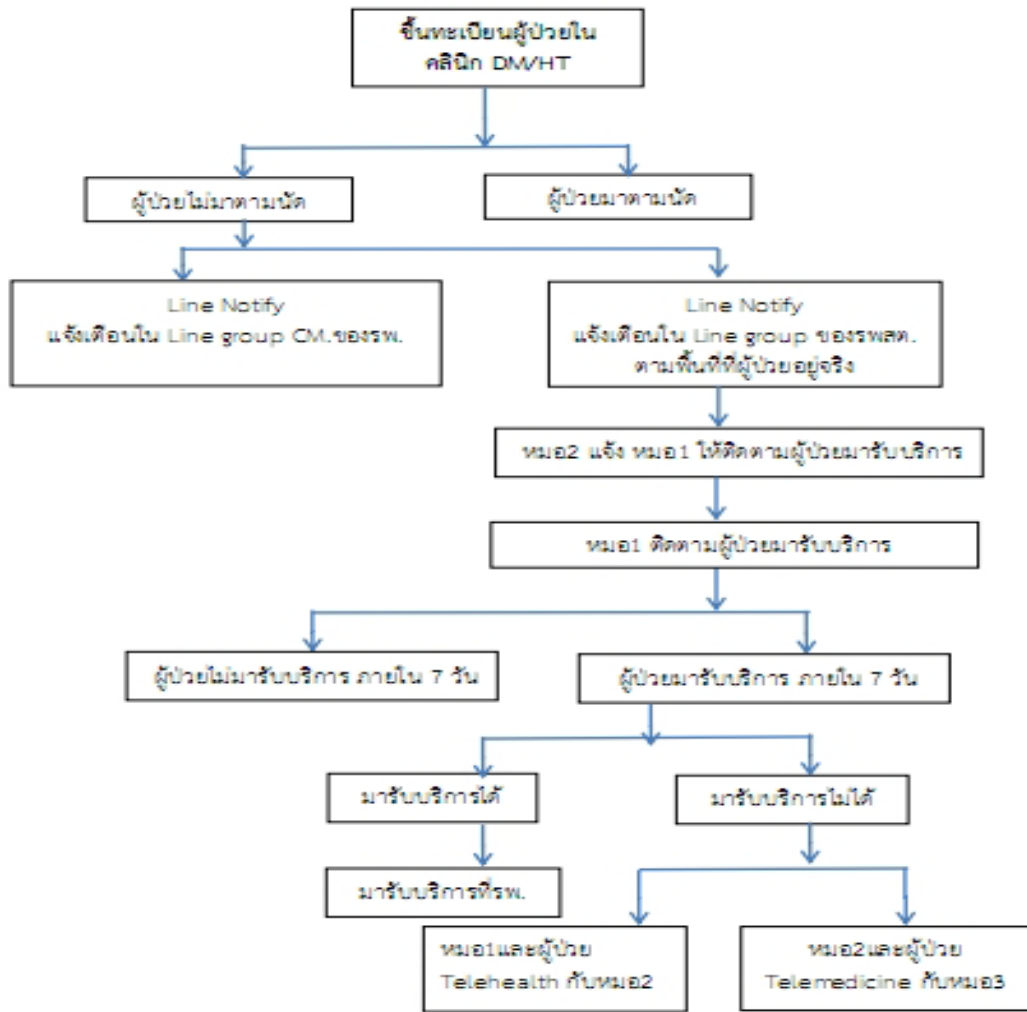 ขึ้นทะเบียนผู้ป่วยใน
คลินิก DM/HT
ผู้ป่วยไม่มาตามนัด
ผู้ป่วยมาตามนัด
Line Notify
แจ้งเตือนใน Line group CM.ของรพ.
Line Notify
แจ้งเตือนใน Line group ของรพสต.
ตามพื้นที่ที่ผู้ป่วยอยู่จริง
หมอ2 แจ้ง หมอ1 ให้ติดตามผู้ป่วยมารับบริการ
หมอ1 ติดตามผู้ป่วยมารับบริการ
ผู้ป่วยไม่มารับบริการ ภายใน 7 วัน
ผู้ป่วยมารับบริการ ภายใน 7 วัน
มารับบริการได้
มารับบริการไม่ได้
มารับบริการที่รพ.
หมอ1และผู้ป่วย
Telehealth กับหมอ2
หมอ2และผู้ป่วย
Telemedicine กับหมอ3